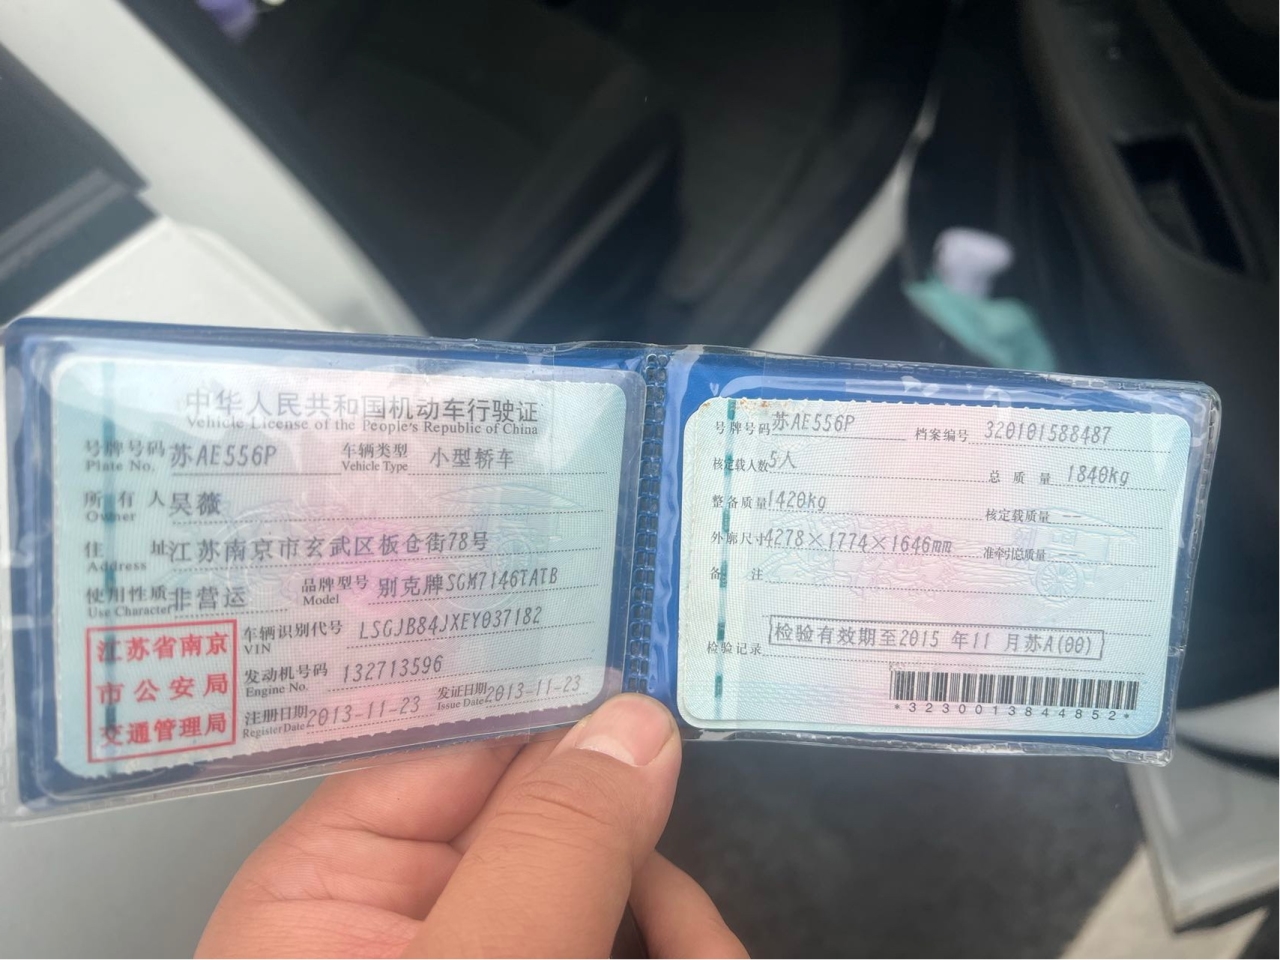 中华人民共和国机动车行驶证
Vehicle License of the People's Republic of China
号牌号码 苏AE556P 车辆类型 小型轿车
Plate No. Vehicle Type
所有人 吴薇
Owner
住址 江苏南京市玄武区板仓街78号
Address
使用性质 非营运 品牌型号 别克牌SGM7146TATB
Use Character Model
江苏省南京
市公安局
交通管理局
车辆识别代号 LSGJB84JXEY037182
VIN
发动机号码 132713596
Engine No.
注册日期 2013-11-23 发证日期 2013-11-23
Register Date Issue Date
号牌号码 苏AE556P 档案编号 320101588487
核定载人数 5人 总质量 1840kg
整备质量 1420kg 核定载质量 --
外廓尺寸 4278×1774×1646mm 准牵引总质量 --
备注
检验记录 检验有效期至2015 年11 月苏A(00)
*3230013844852*